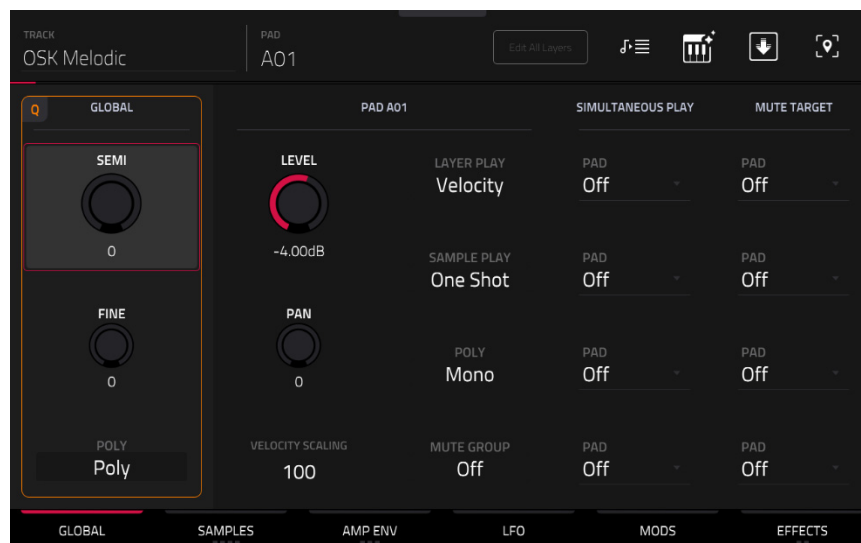 TRACK
OSK Melodic
PAD
A01
Edit All Layers
Q
GLOBAL
SEMI
0
FINE
0
POLY
Poly
PAD A01
LEVEL
-4.00dB
PAN
0
VELOCITY SCALING
100
LAYER PLAY
Velocity
SAMPLE PLAY
One Shot
POLY
Mono
MUTE GROUP
Off
SIMULTANEOUS PLAY
PAD
Off
PAD
Off
PAD
Off
PAD
Off
MUTE TARGET
PAD
Off
PAD
Off
PAD
Off
PAD
Off
GLOBAL
SAMPLES
AMP ENV
LFO
MODS
EFFECTS